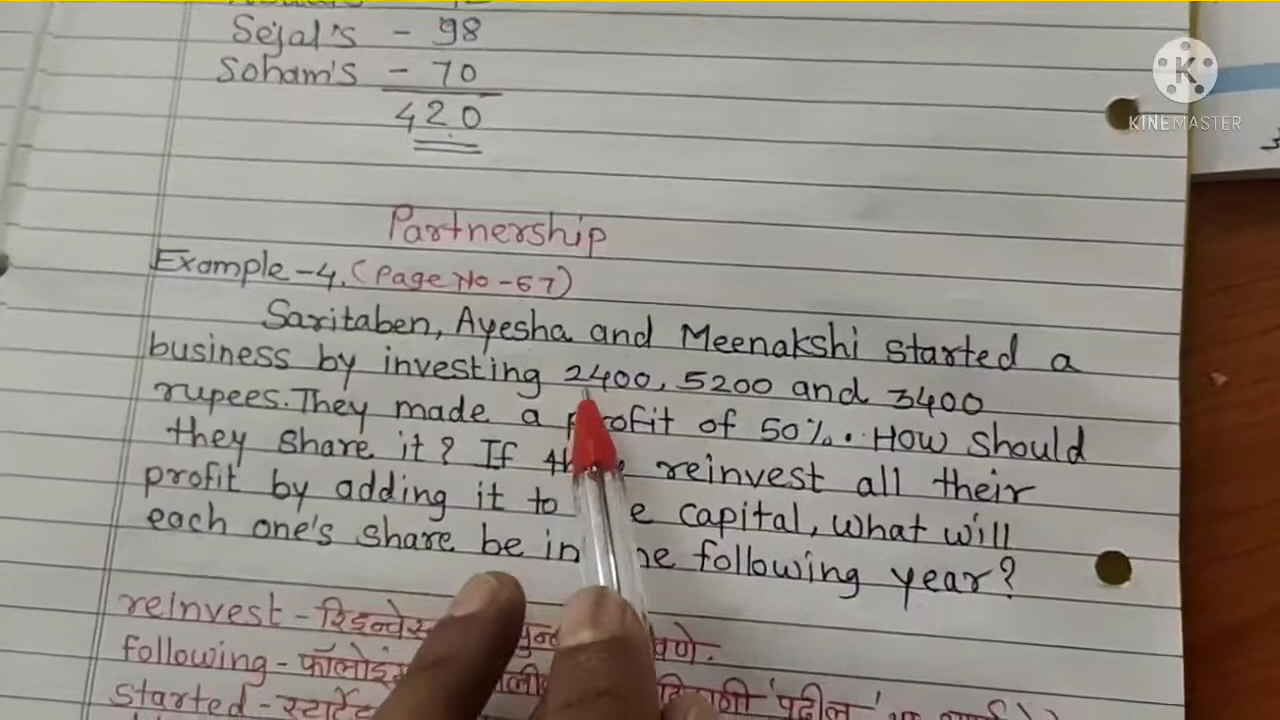 Sejal's - 98
Soham's - 70
420
Partnership
Example-4. (Page No-67)
Saritaben, Ayesha and Meenakshi started a
business by investing 2400, 5200 and 3400
rupees. They made a profit of 50%. How should
they share it? If reinvest all their
profit by adding it to capital, what will
each one's share be in following year?
reinvest -
following -
started - स्टार्टेड
KINEMASTER